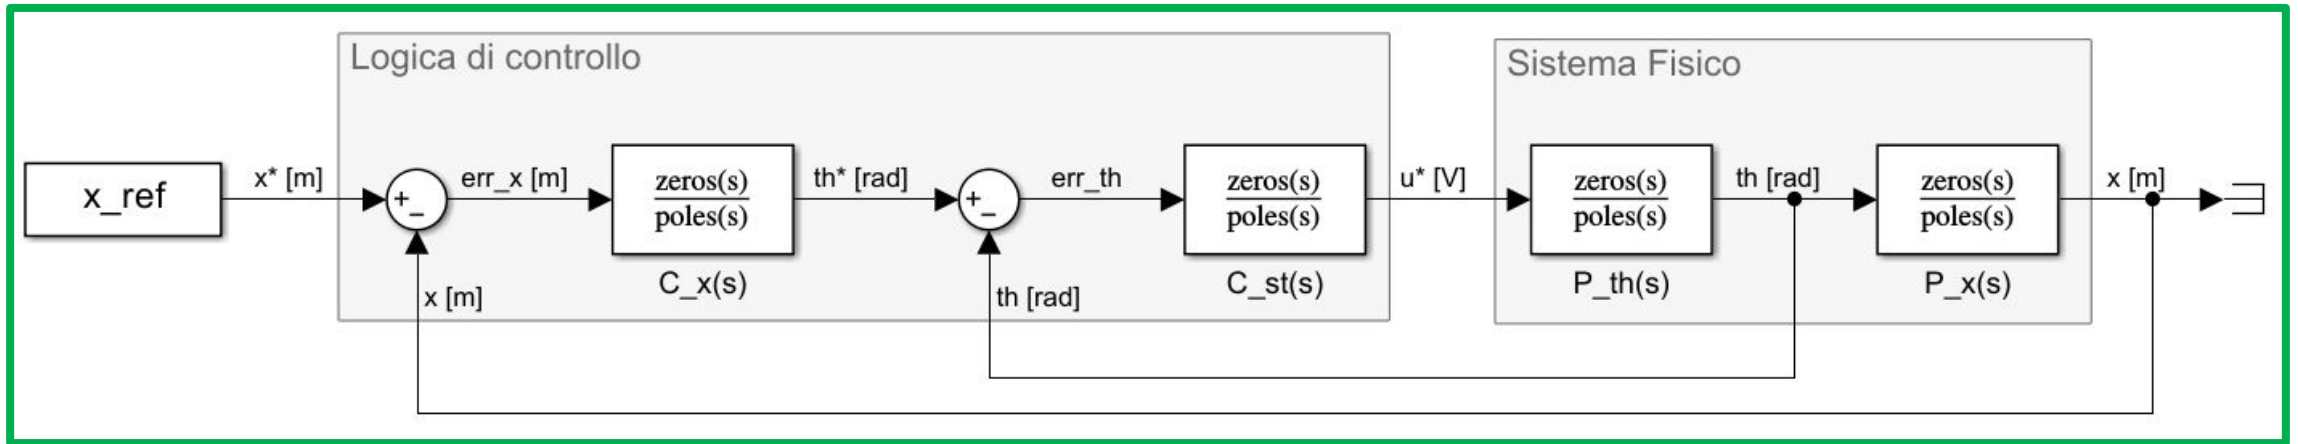 Logica di controllo
Sistema Fisico
x_ref
x* [m]
+
_
err_x [m]
zeros(s)
poles(s)
C_x(s)
th* [rad]
+
_
err_th
zeros(s)
poles(s)
C_st(s)
u* [V]
zeros(s)
poles(s)
P_th(s)
th [rad]
zeros(s)
poles(s)
P_x(s)
x [m]
x [m]
th [rad]